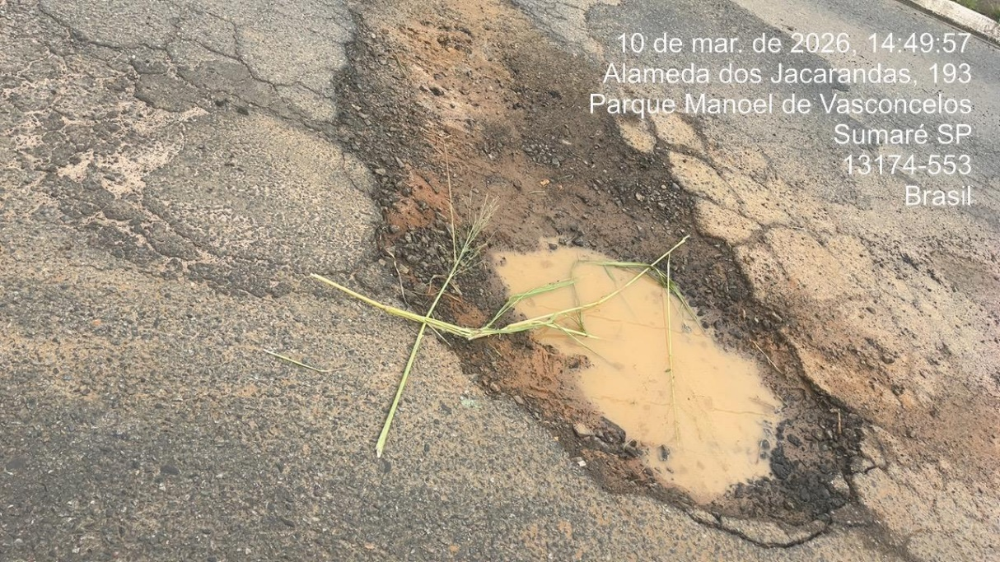 10 de mar. de 2026, 14:49:57
Alameda dos Jacarandas, 193
Parque Manoel de Vasconcelos
Sumaré SP
13174-553
Brasil